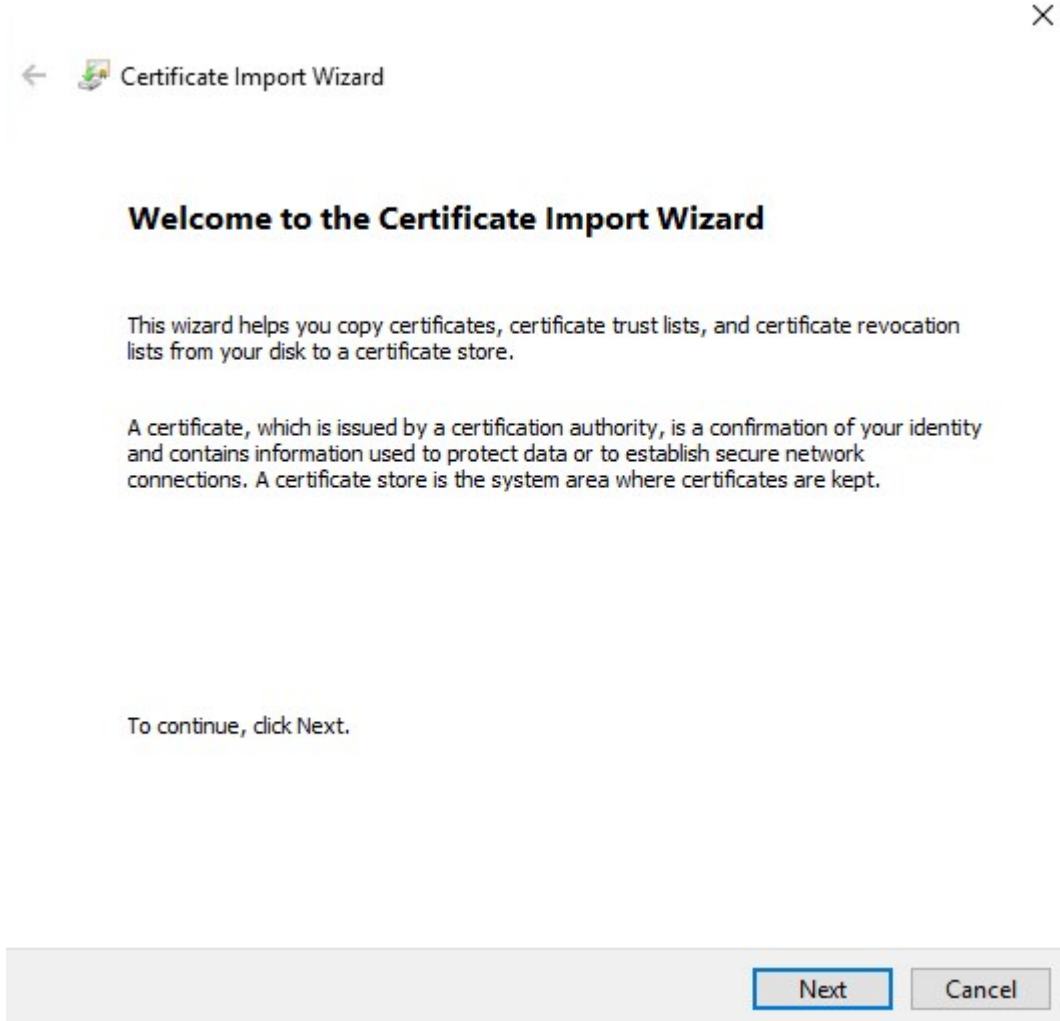 Certificate Import Wizard
Welcome to the Certificate Import Wizard
This wizard helps you copy certificates, certificate trust lists, and certificate revocation
lists from your disk to a certificate store.
A certificate, which is issued by a certification authority, is a confirmation of your identity
and contains information used to protect data or to establish secure network
connections. A certificate store is the system area where certificates are kept.
To continue, click Next.
Next Cancel